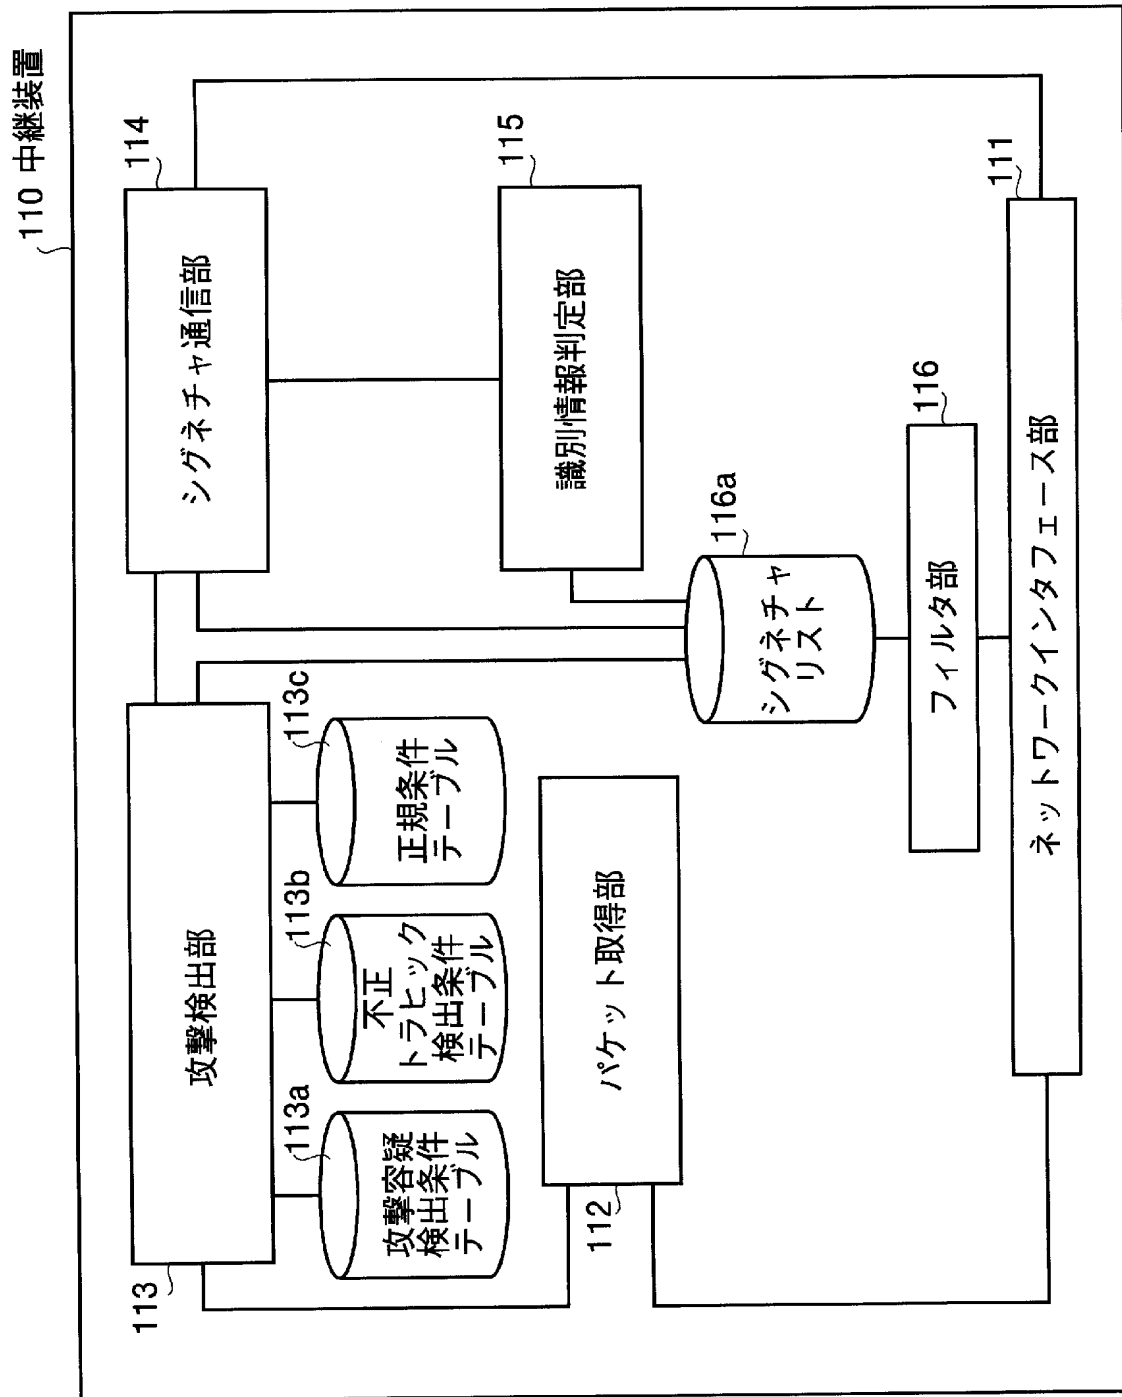 110 中継装置
113
攻撃検出部
114
シグネチャ通信部
113a
攻撃容疑
検出条件
テーブル
113b
不正
トラヒック
検出条件
テーブル
113c
正規条件
テーブル
115
識別情報判定部
112
パケット取得部
116a
シグネチャ
リスト
116
フィルタ部
111
ネットワークインタフェース部